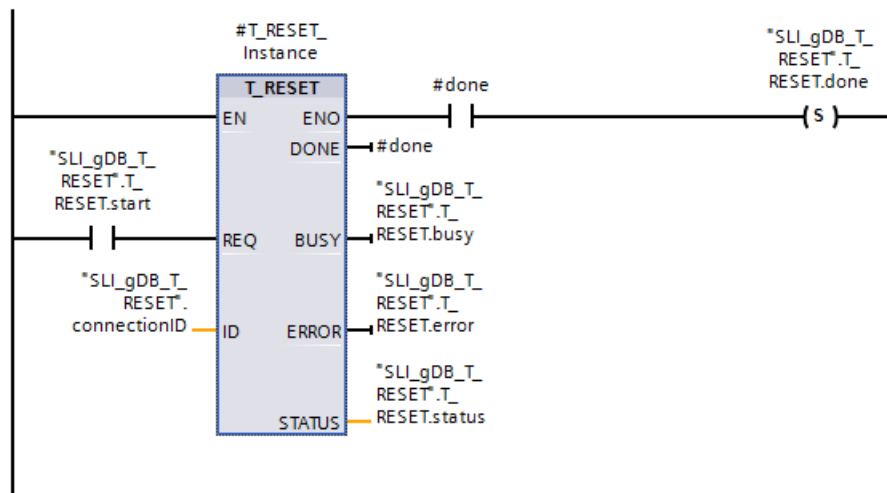 #T_RESET_
Instance
"SLI_gDB_T_
RESET".T_
RESET.done
T_RESET
#done
EN ENO
( S )
DONE #done
"SLI_gDB_T_
RESET".T_
RESET.start
"SLI_gDB_T_
RESET".T_
RESET.busy
REQ BUSY
"SLI_gDB_T_
RESET".
connectionID
"SLI_gDB_T_
RESET".T_
RESET.error
ID ERROR
"SLI_gDB_T_
RESET".T_
RESET.status
STATUS